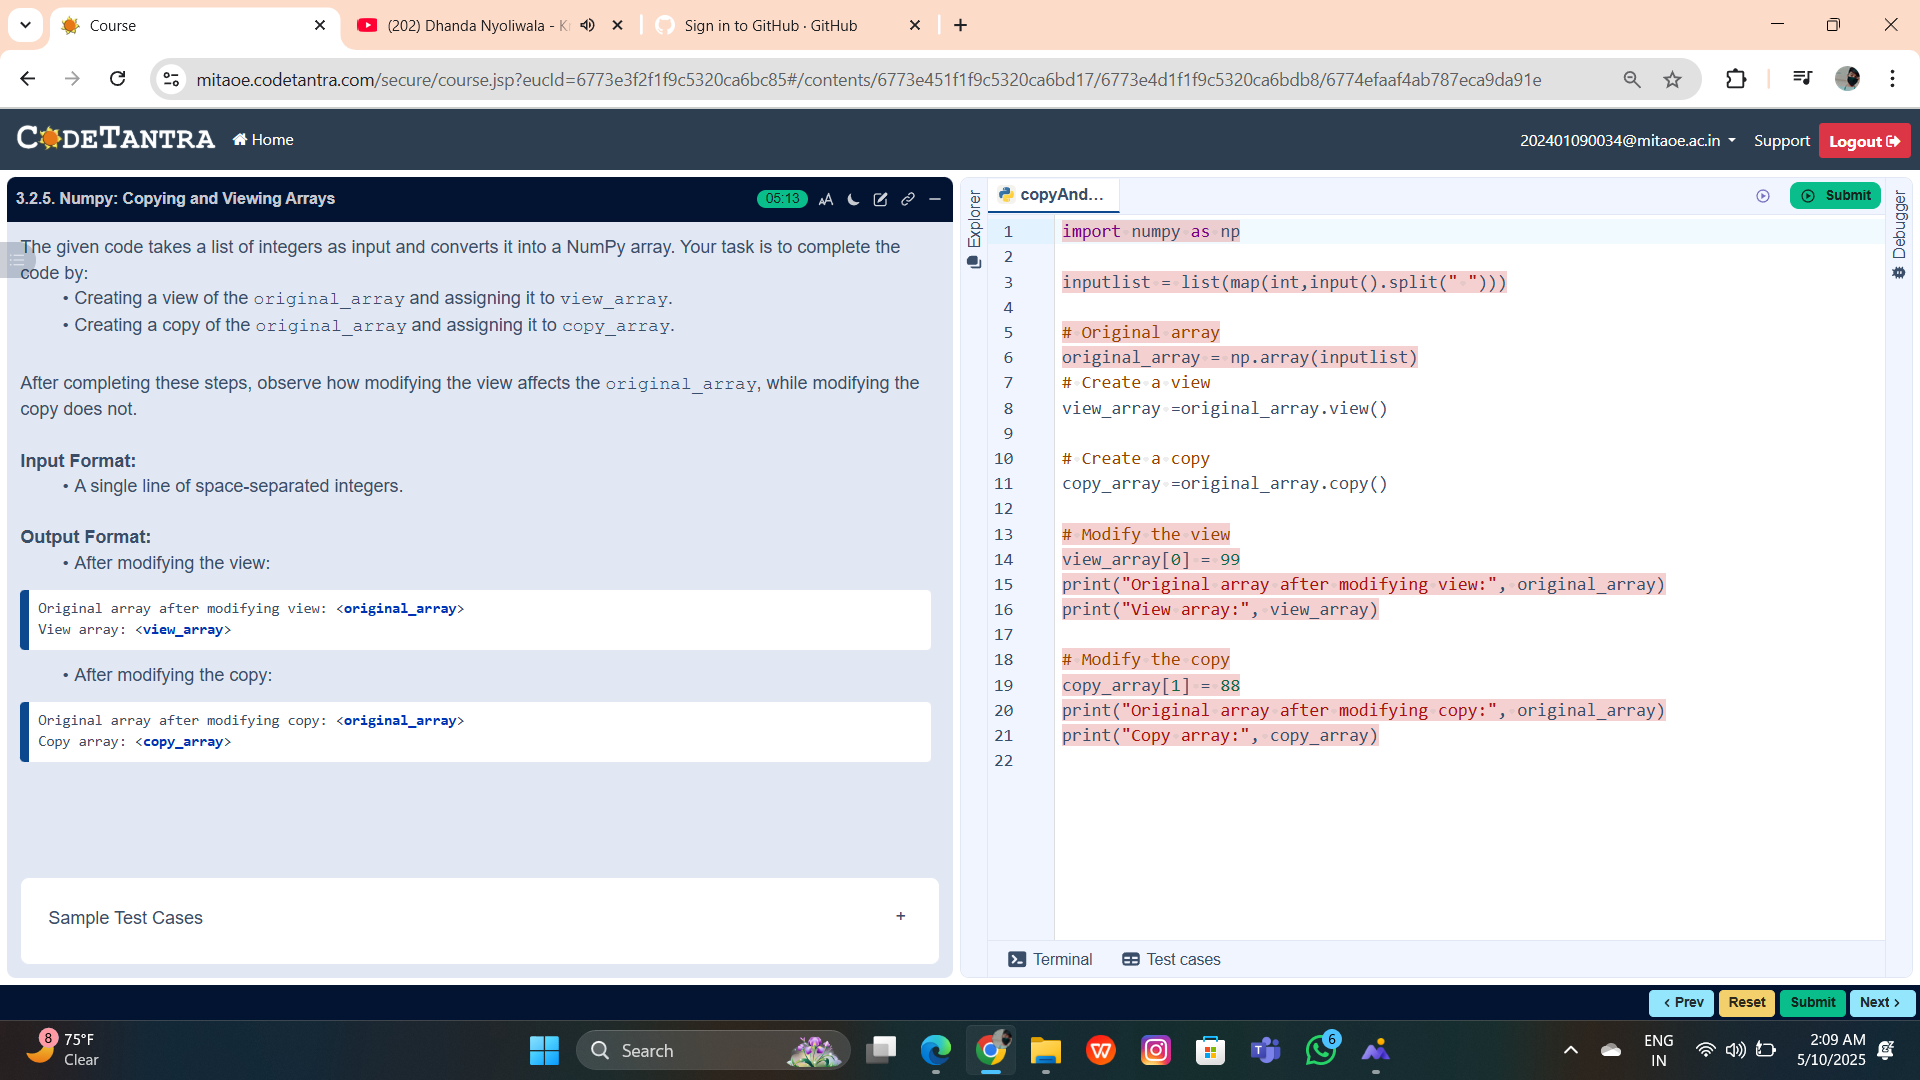 Course
(202) Dhanda Nyoliwala - Kn
Sign in to GitHub · GitHub
mitaoe.codetantra.com/secure/course.jsp?eucId=6773e3f2f1f9c5320ca6bc85#/contents/6773e451f1f9c5320ca6bd17/6773e4d1f1f9c5320ca6bdb8/6774efaaf4ab787eca9da91e
CODETANTRA
Home
202401090034@mitaoe.ac.in
Support
Logout
3.2.5. Numpy: Copying and Viewing Arrays
05:13
AA
The given code takes a list of integers as input and converts it into a NumPy array. Your task is to complete the
code by:
• Creating a view of the original_array and assigning it to view_array.
• Creating a copy of the original_array and assigning it to copy_array.
After completing these steps, observe how modifying the view affects the original_array, while modifying the
copy does not.
Input Format:
• A single line of space-separated integers.
Output Format:
• After modifying the view:
Original array after modifying view: <original_array>
View array: <view_array>
• After modifying the copy:
Original array after modifying copy: <original_array>
Copy array: <copy_array>
Sample Test Cases
+
Explorer
copyAnd...
Submit
Debugger
1 import numpy as np
2
3 inputlist = list(map(int,input().split(" ")))
4
5 # Original array
6 original_array = np.array(inputlist)
7 # Create a view
8 view_array =original_array.view()
9
10 # Create a copy
11 copy_array =original_array.copy()
12
13 # Modify the view
14 view_array[0] = 99
15 print("Original array after modifying view:", original_array)
16 print("View array:", view_array)
17
18 # Modify the copy
19 copy_array[1] = 88
20 print("Original array after modifying copy:", original_array)
21 print("Copy array:", copy_array)
22
Terminal
Test cases
< Prev
Reset
Submit
Next >
8
75°F
Clear
Search
W
6
ENG
IN
2:09 AM
5/10/2025